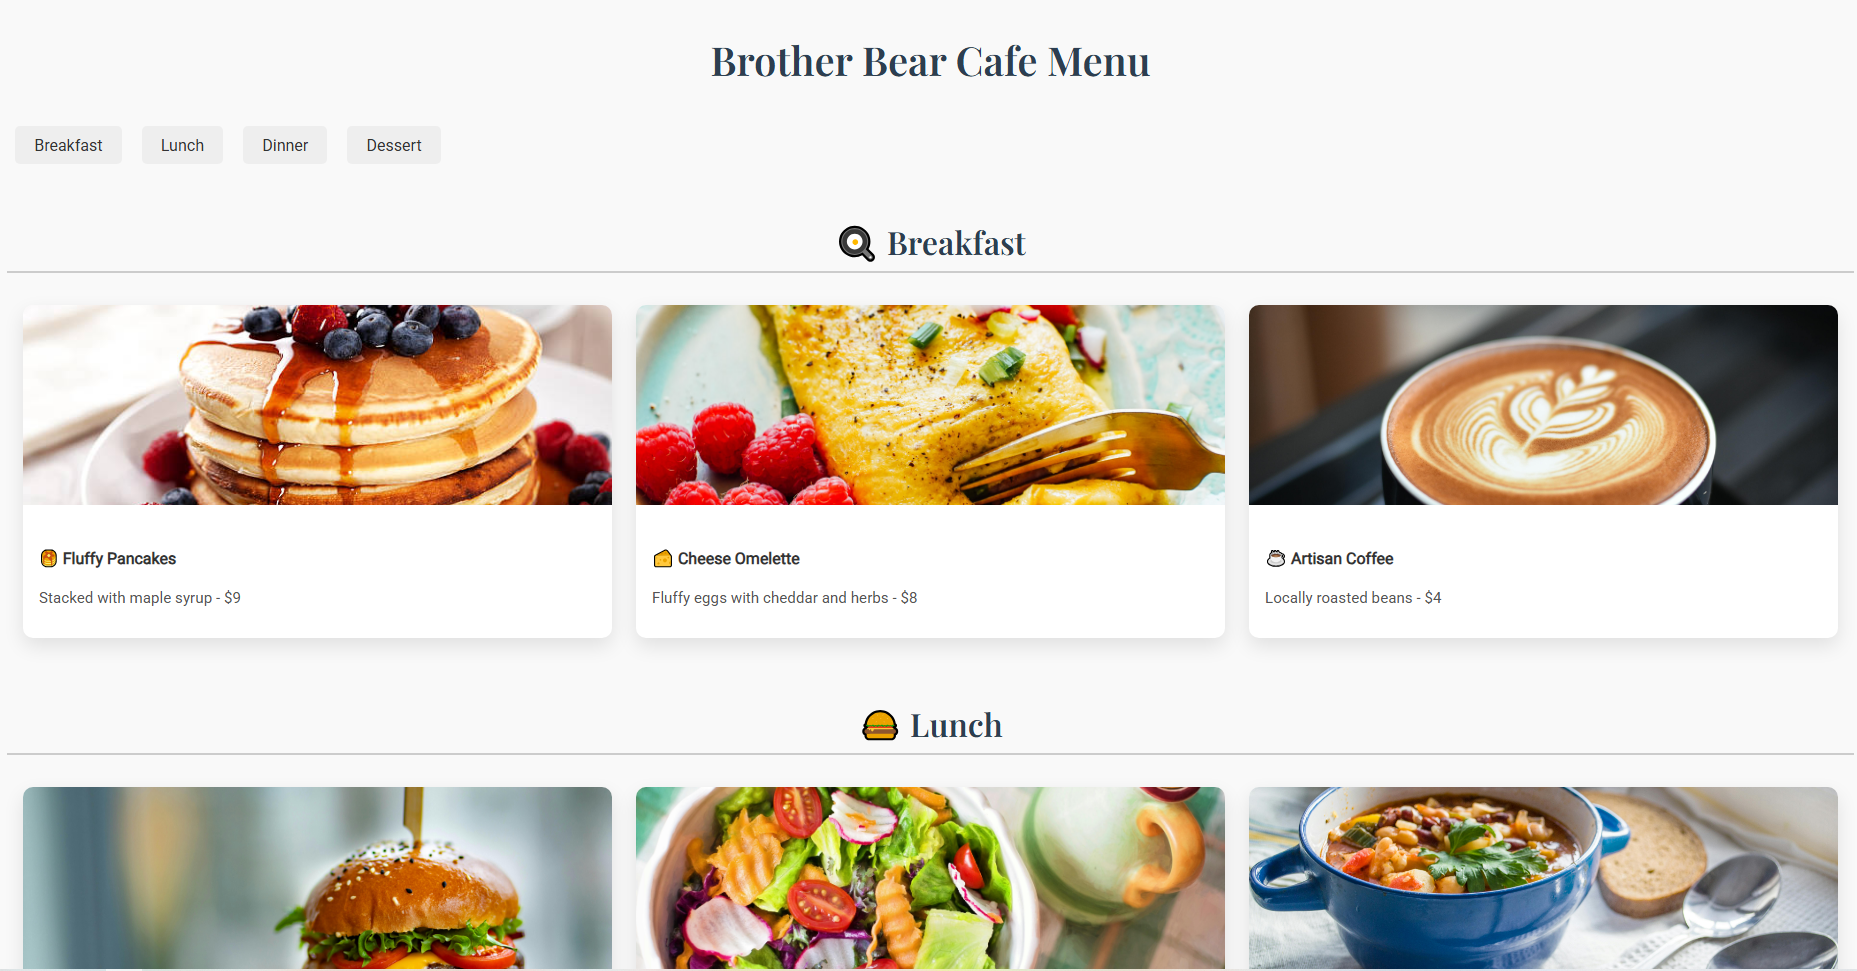 Brother Bear Cafe Menu
Breakfast
Lunch
Dinner
Dessert
Breakfast
Fluffy Pancakes
Stacked with maple syrup - $9
Cheese Omelette
Fluffy eggs with cheddar and herbs - $8
Artisan Coffee
Locally roasted beans - $4
Lunch